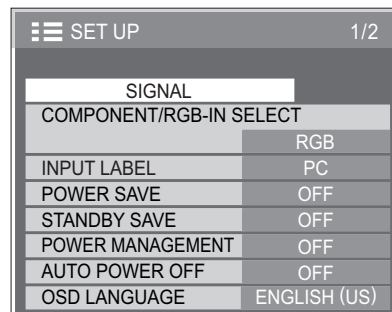 SET UP 1/2
SIGNAL
COMPONENT/RGB-IN SELECT
RGB
INPUT LABEL PC
POWER SAVE OFF
STANDBY SAVE OFF
POWER MANAGEMENT OFF
AUTO POWER OFF OFF
OSD LANGUAGE ENGLISH (US)